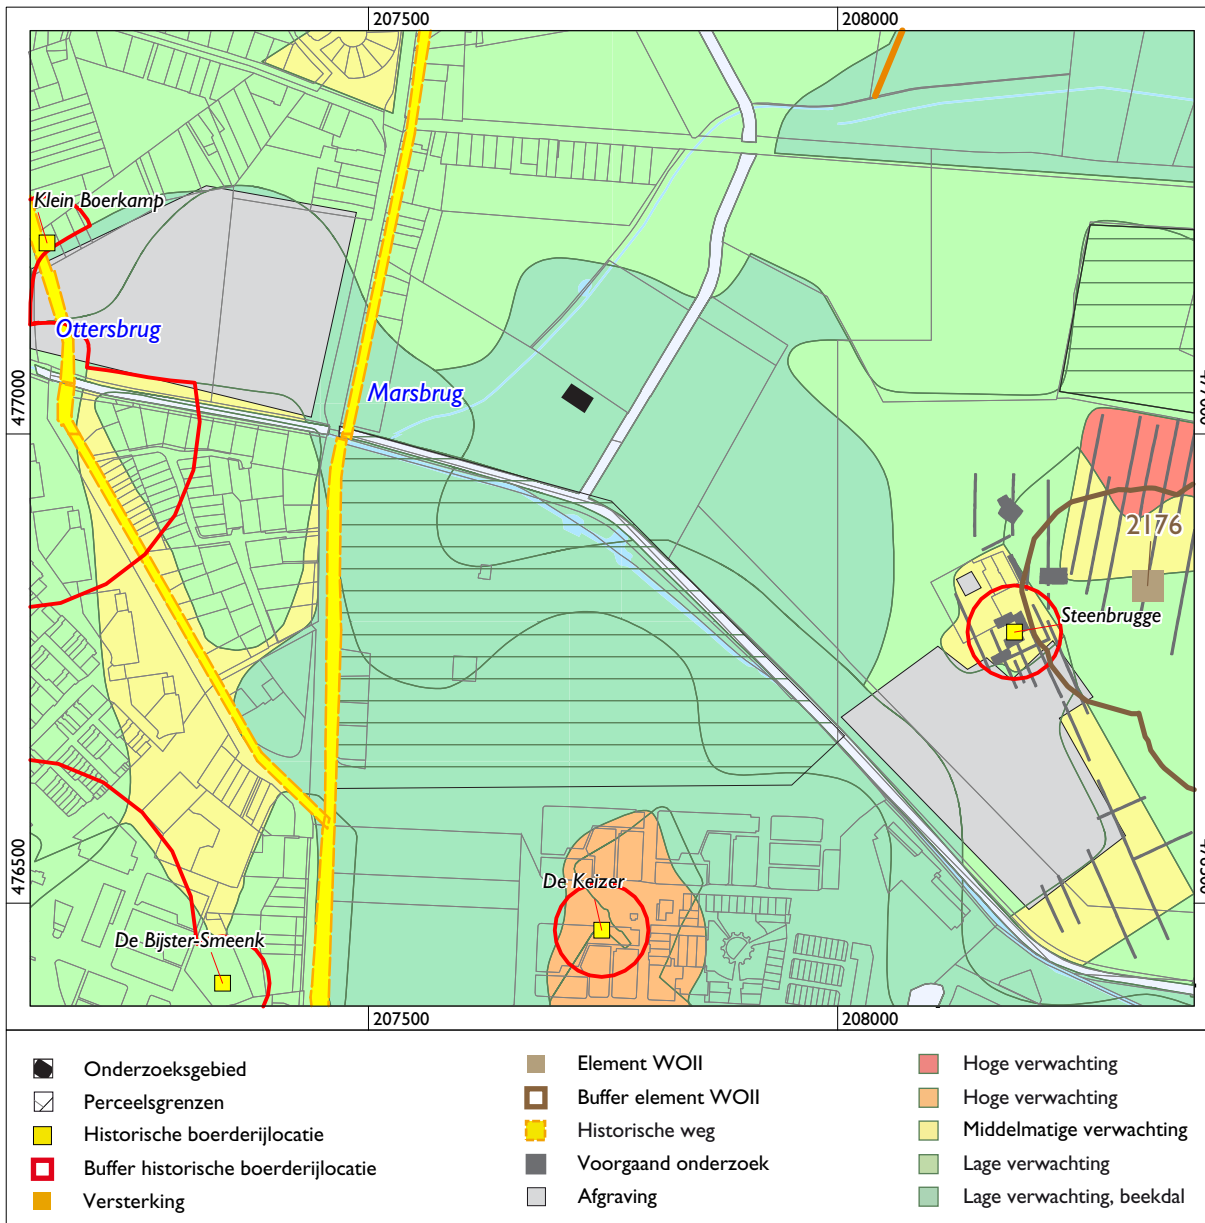 207500
208000
Klein Boerkamp
Ottersbrug
Marsbrug
477000
477000
2176
Steenbrugge
476500
476500
De Keizer
De Bijster-Smeenk
207500
208000
Onderzoeksgebied
Perceelsgrenzen
Historische boerderijlocatie
Buffer historische boerderijlocatie
Versterking
Element WOII
Buffer element WOII
Historische weg
Voorgaand onderzoek
Afgraving
Hoge verwachting
Hoge verwachting
Middelmatige verwachting
Lage verwachting
Lage verwachting, beekdal